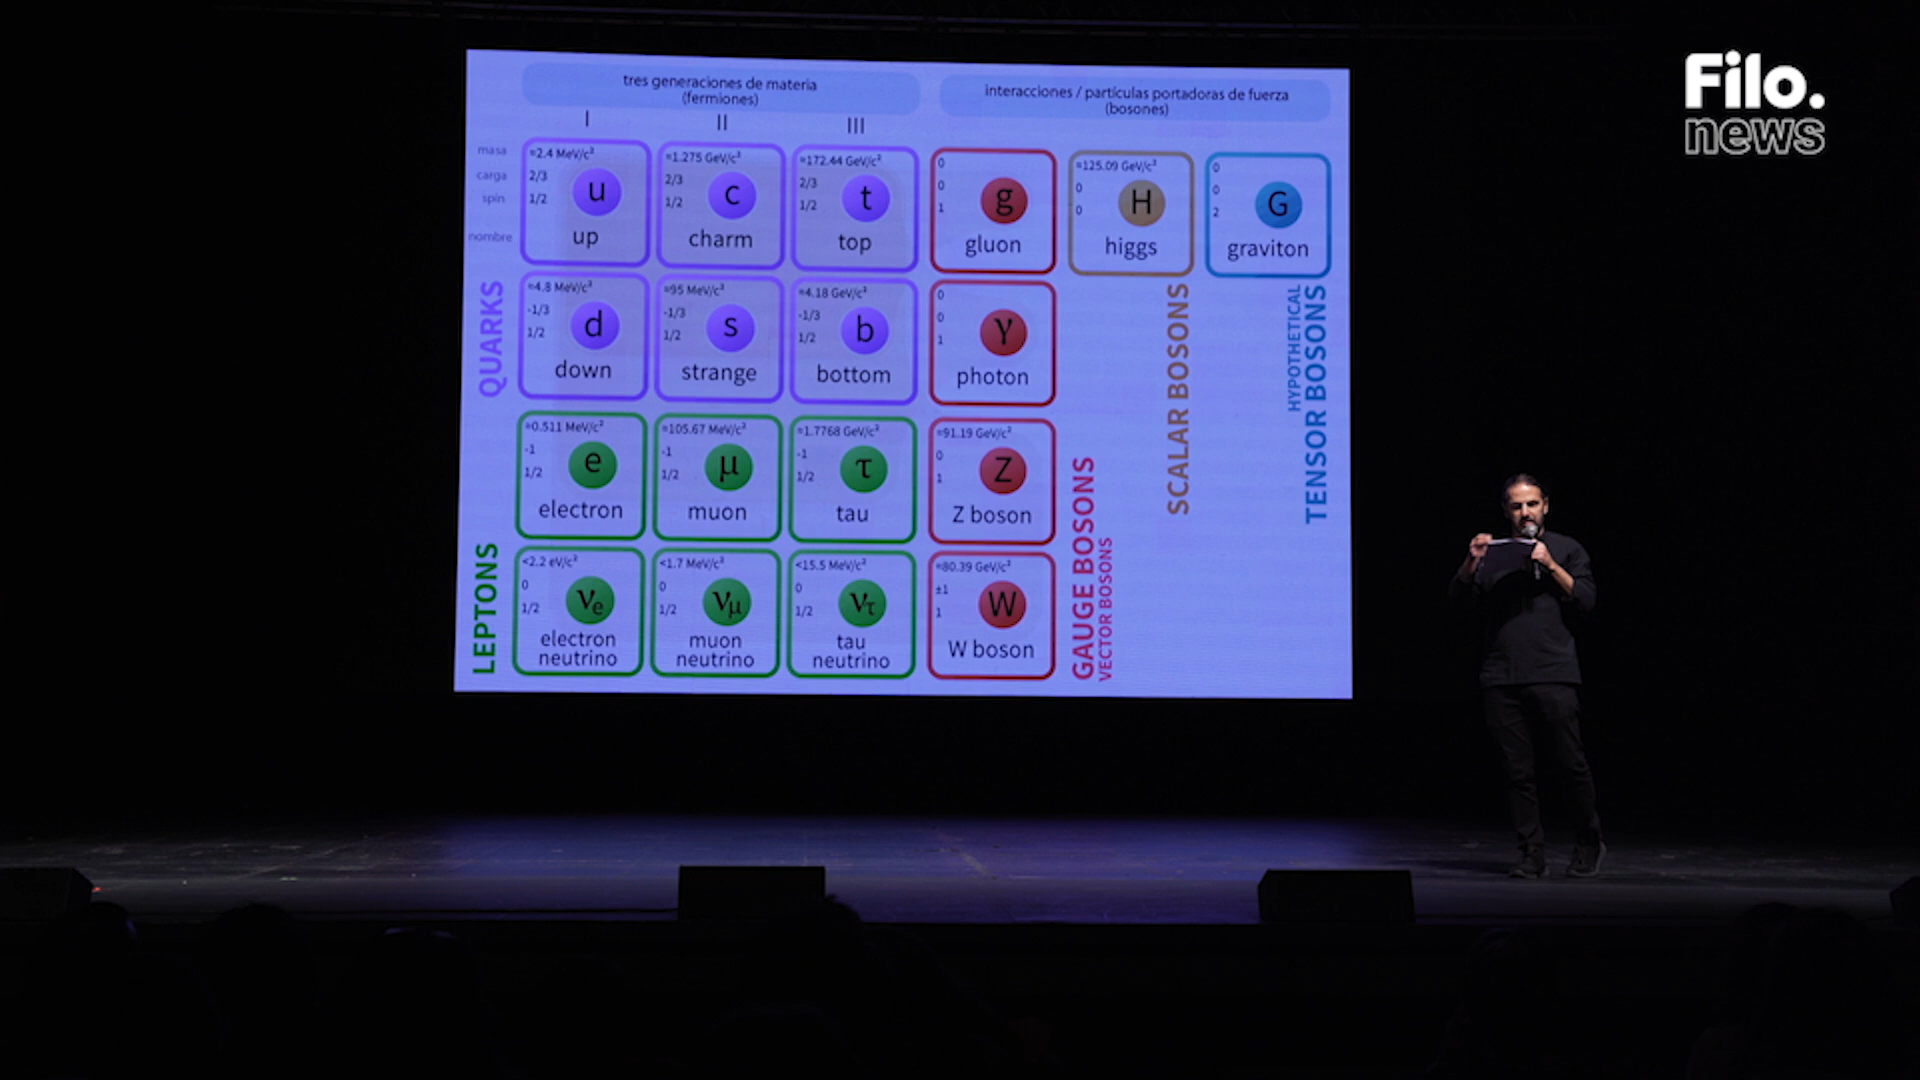 Filo.
news
tres generaciones de materia
(fermiones)
interacciones / partículas portadoras de fuerza
(bosones)
I
II
III
masa
carga
spin
nombre
≈2.4 MeV/c²
2/3
1/2
u
up
≈1.275 GeV/c²
2/3
1/2
c
charm
≈172.44 GeV/c²
2/3
1/2
t
top
0
0
1
g
gluon
≈125.09 GeV/c²
0
0
H
higgs
0
0
2
G
graviton
QUARKS
≈4.8 MeV/c²
-1/3
1/2
d
down
≈95 MeV/c²
-1/3
1/2
s
strange
≈4.18 GeV/c²
-1/3
1/2
b
bottom
0
0
1
γ
photon
SCALAR BOSONS
HYPOTHETICAL
TENSOR BOSONS
LEPTONS
≈0.511 MeV/c²
-1
1/2
e
electron
≈105.67 MeV/c²
-1
1/2
μ
muon
≈1.7768 GeV/c²
-1
1/2
τ
tau
≈91.19 GeV/c²
0
1
Z
Z boson
<2.2 eV/c²
0
1/2
νe
electron
neutrino
<1.7 MeV/c²
0
1/2
νμ
muon
neutrino
<15.5 MeV/c²
0
1/2
ντ
tau
neutrino
≈80.39 GeV/c²
±1
1
W
W boson
GAUGE BOSONS
VECTOR BOSONS